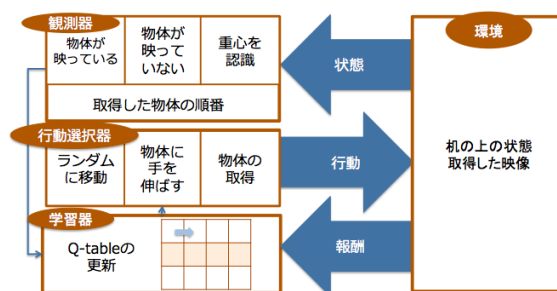 観測器
物体が
映っている
物体が
映って
いない
重心を
認識
取得した物体の順番
状態
環境
行動選択器
ランダム
に移動
物体に
手を
伸ばす
物体の
取得
行動
机の上の状態
取得した映像
学習器
Q-tableの
更新
報酬